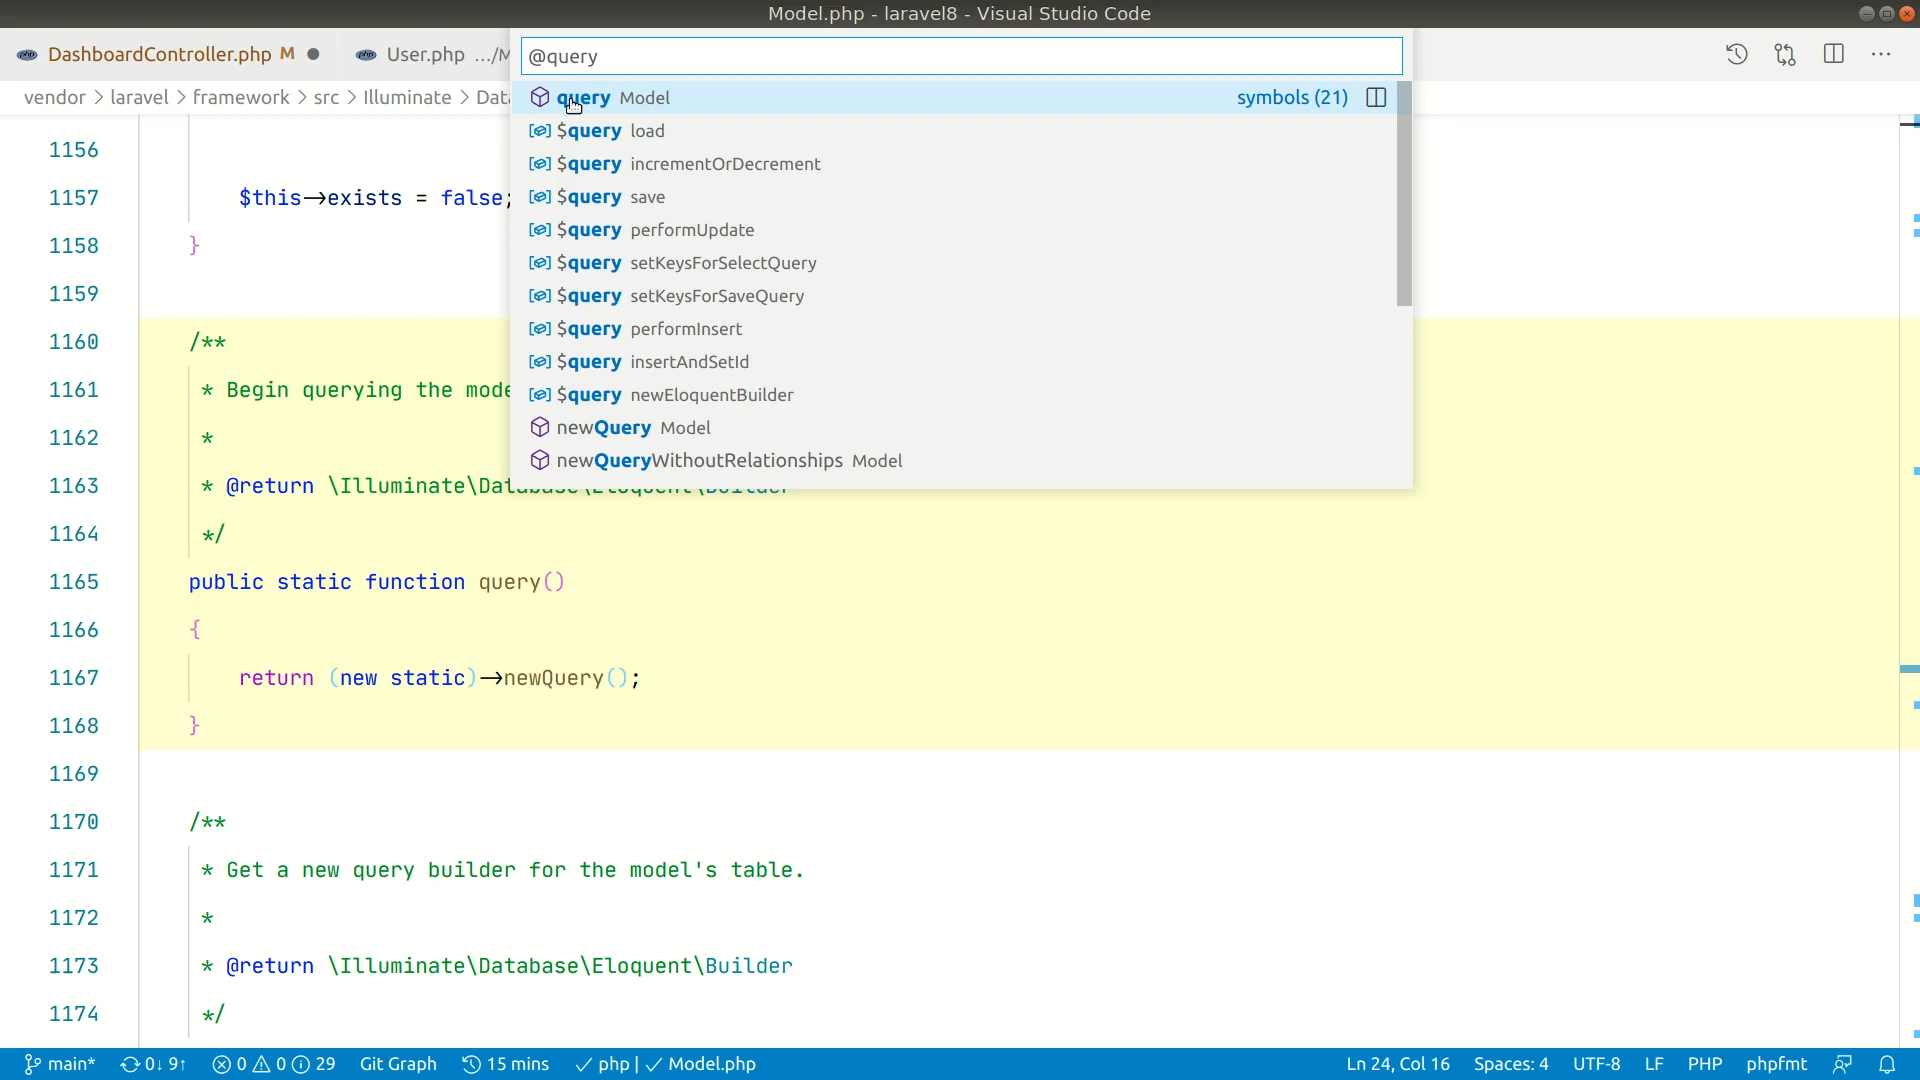 Model.php - laravel8 - Visual Studio Code
DashboardController.php M
User.php .../M
@query
vendor > laravel > framework > src > Illuminate > Data
query Model symbols (21)
$query load
$query incrementOrDecrement
$query save
$query performUpdate
$query setKeysForSelectQuery
$query setKeysForSaveQuery
$query performInsert
$query insertAndSetId
$query newEloquentBuilder
newQuery Model
newQueryWithoutRelationships Model
1156
1157 $this→exists = false;
1158 }
1159
1160 /**
1161 * Begin querying the mode
1162 *
1163 * @return \Illuminate\Database\Eloquent\Builder
1164 */
1165 public static function query()
1166 {
1167 return (new static)→newQuery();
1168 }
1169
1170 /**
1171 * Get a new query builder for the model's table.
1172 *
1173 * @return \Illuminate\Database\Eloquent\Builder
1174 */
main* 0↓ 9↑ 0 0 29 Git Graph 15 mins ✓ php | ✓ Model.php Ln 24, Col 16 Spaces: 4 UTF-8 LF PHP phpfmt